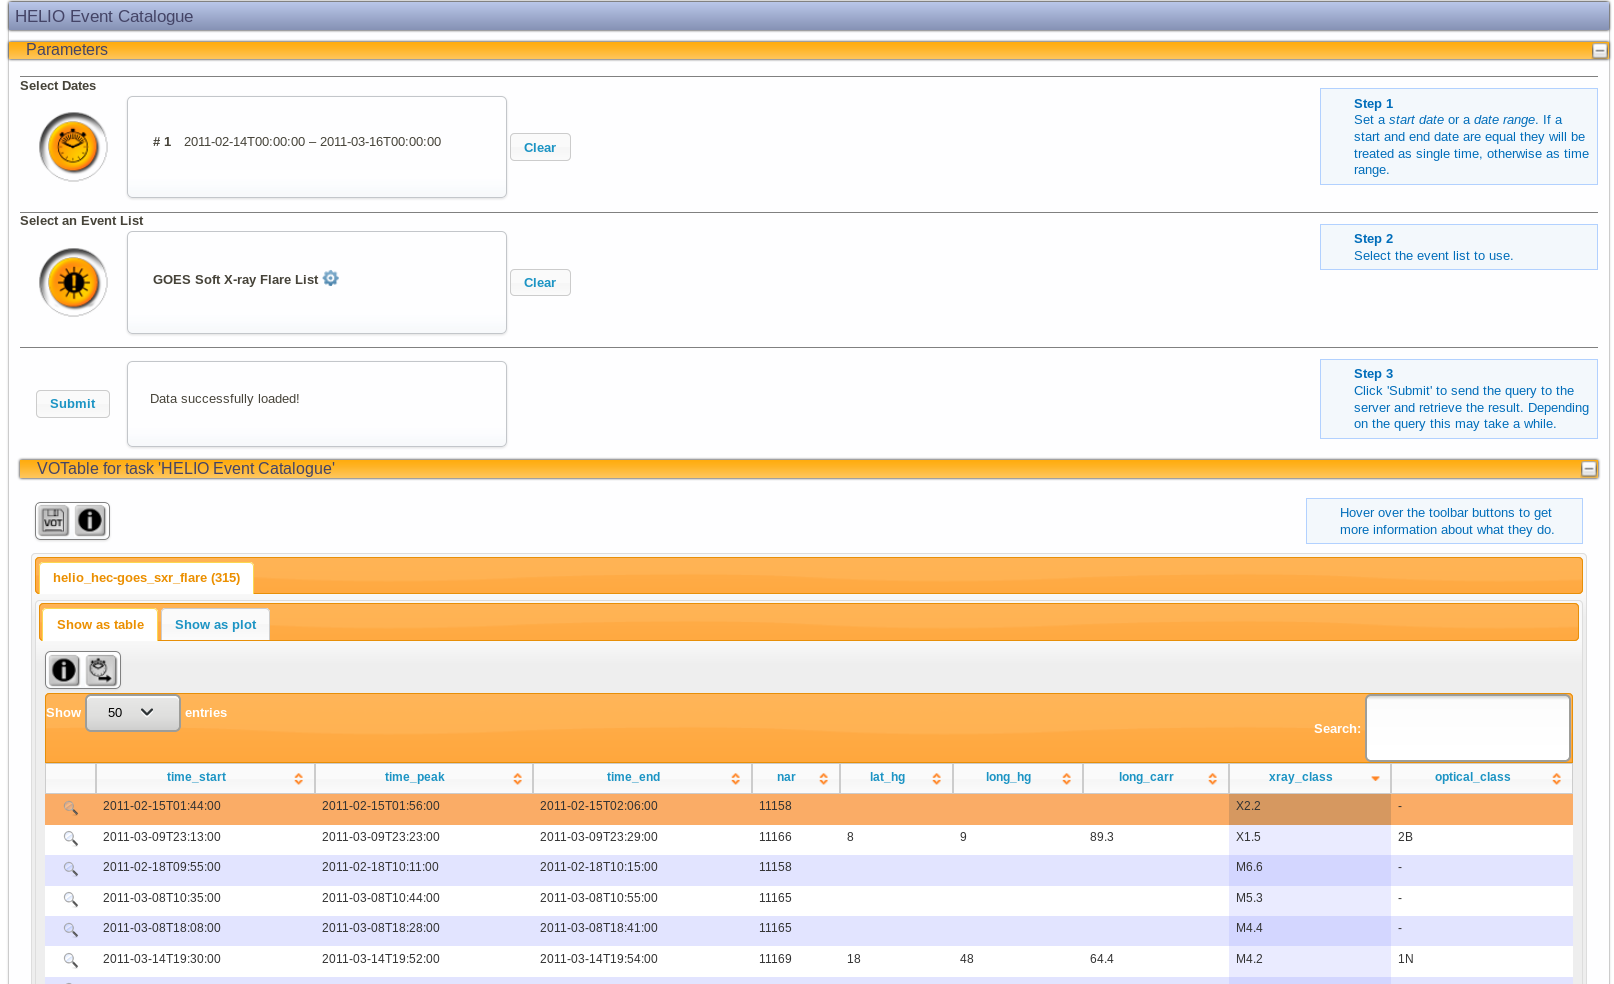 HELIO Event Catalogue
Parameters
Select Dates
# 1 2011-02-14T00:00:00 – 2011-03-16T00:00:00
Clear
Step 1
Set a start date or a date range. If a
start and end date are equal they will be
treated as single time, otherwise as time
range.
Select an Event List
GOES Soft X-ray Flare List
Clear
Step 2
Select the event list to use.
Submit
Data successfully loaded!
Step 3
Click 'Submit' to send the query to the
server and retrieve the result. Depending
on the query this may take a while.
VOTable for task 'HELIO Event Catalogue'
VOT
Hover over the toolbar buttons to get
more information about what they do.
helio_hec-goes_sxr_flare (315)
Show as table Show as plot
Show 50 entries
Search:
time_start time_peak time_end nar lat_hg long_hg long_carr xray_class optical_class
2011-02-15T01:44:00 2011-02-15T01:56:00 2011-02-15T02:06:00 11158 X2.2 -
2011-03-09T23:13:00 2011-03-09T23:23:00 2011-03-09T23:29:00 11166 8 9 89.3 X1.5 2B
2011-02-18T09:55:00 2011-02-18T10:11:00 2011-02-18T10:15:00 11158 M6.6 -
2011-03-08T10:35:00 2011-03-08T10:44:00 2011-03-08T10:55:00 11165 M5.3 -
2011-03-08T18:08:00 2011-03-08T18:28:00 2011-03-08T18:41:00 11165 M4.4 -
2011-03-14T19:30:00 2011-03-14T19:52:00 2011-03-14T19:54:00 11169 18 48 64.4 M4.2 1N